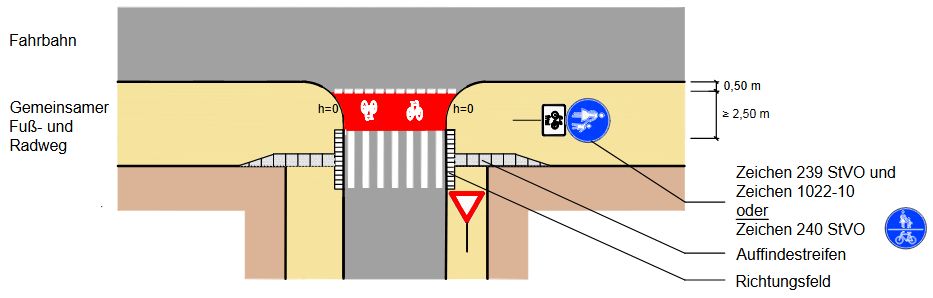 Fahrbahn
0,50 m
Gemeinsamer
Fuß- und
Radweg
h=0
h=0
≥ 2,50 m
Zeichen 239 StVO und
Zeichen 1022-10
oder
Zeichen 240 StVO
Auffindestreifen
Richtungsfeld